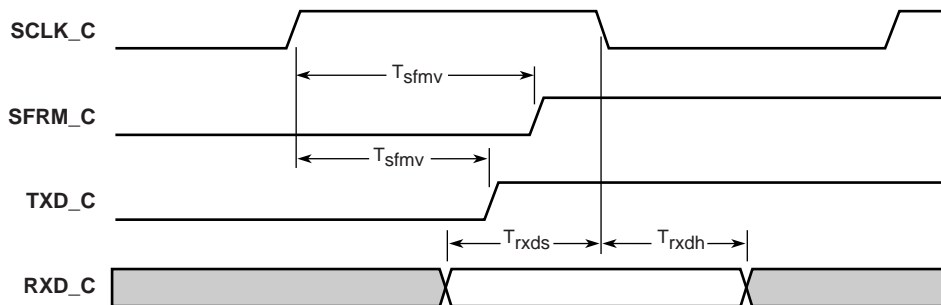 SCLK_C
Tsfmv
SFRM_C
Tsfmv
TXD_C
Trxds
Trxdh
RXD_C